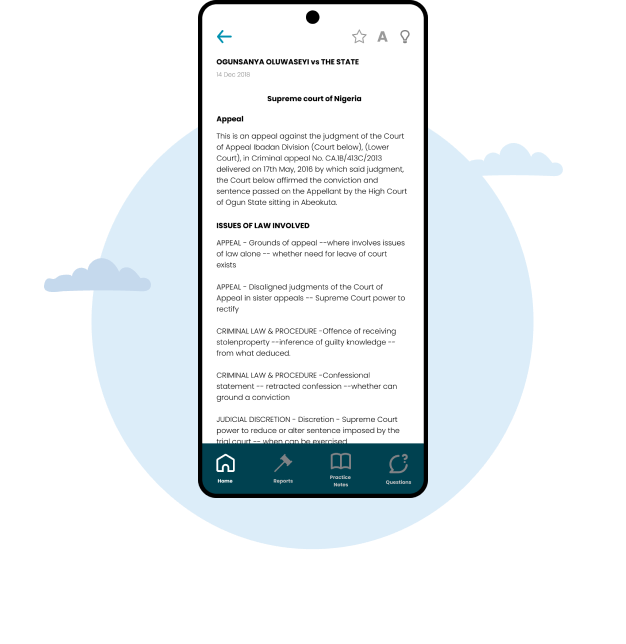 A
OGUNSANYA OLUWASEYI vs THE STATE
14 Dec 2018
Supreme court of Nigeria
Appeal
This is an appeal against the judgment of the Court
of Appeal Ibadan Division (Court below), (Lower
Court), in Criminal appeal No. CA.1B/413C/2013
delivered on 17th May, 2016 by which said judgment,
the Court below affirmed the conviction and
sentence passed on the Appellant by the High Court
of Ogun State sitting in Abeokuta.
ISSUES OF LAW INVOLVED
APPEAL - Grounds of appeal --where involves issues
of law alone -- whether need for leave of court
exists
APPEAL - Disaligned judgments of the Court of
Appeal in sister appeals -- Supreme Court power to
rectify
CRIMINAL LAW & PROCEDURE -Offence of receiving
stolenproperty --inference of guilty knowledge --
from what deduced.
CRIMINAL LAW & PROCEDURE -Confessional
statement -- retracted confession --whether can
ground a conviction
JUDICIAL DISCRETION - Discretion - Supreme Court
power to reduce or alter sentence imposed by the
trial court -- when can be exercised
Home
Reports
Practice
Notes
Questions